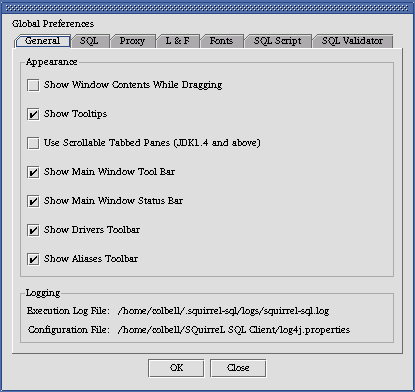 Global Preferences
General SQL Proxy L & F Fonts SQL Script SQL Validator
Appearance
Show Window Contents While Dragging
Show Tooltips
Use Scrollable Tabbed Panes (JDK1.4 and above)
Show Main Window Tool Bar
Show Main Window Status Bar
Show Drivers Toolbar
Show Aliases Toolbar
Logging
Execution Log File: /home/colbell/.squirrel-sql/logs/squirrel-sql.log
Configuration File: /home/colbell/SQuirreL SQL Client/log4j.properties
OK Close